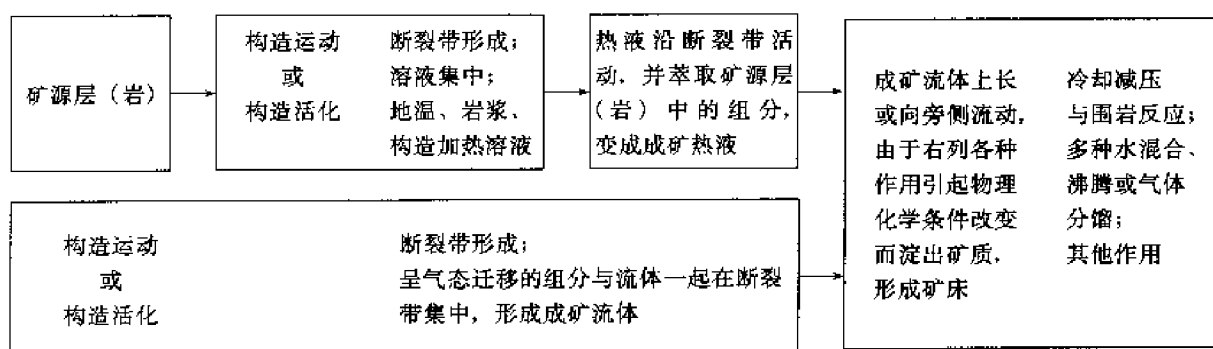 矿源层（岩）
构造运动
或
构造活化
断裂带形成；
溶液集中；
地温、岩浆、
构造加热溶液
热液沿断裂带活
动，并萃取矿源层
(岩) 中的组分，
变成成矿热液
成矿流体上长
或向旁侧流动，
由于右列各种
作用引起物理
化学条件改变
而淀出矿质，
形成矿床
冷却减压
与围岩反应；
多种水混合、
沸腾或气体
分馏；
其他作用
构造运动
或
构造活化
断裂带形成；
呈气态迁移的组分与流体一起在断裂
带集中，形成成矿流体